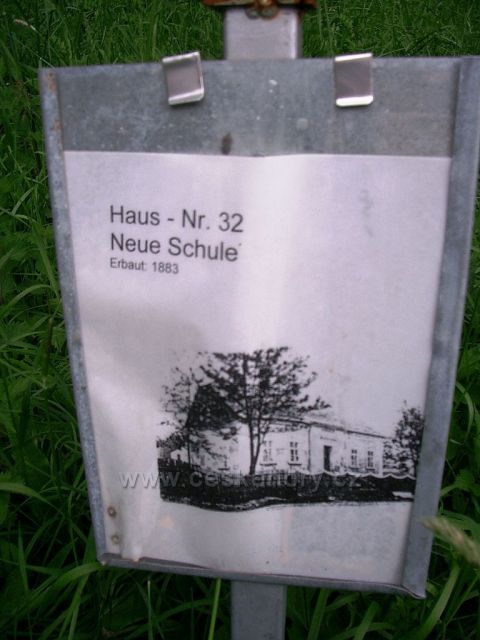 Haus - Nr. 32
Neue Schule
Erbaut: 1883
www.ceskehory.cz